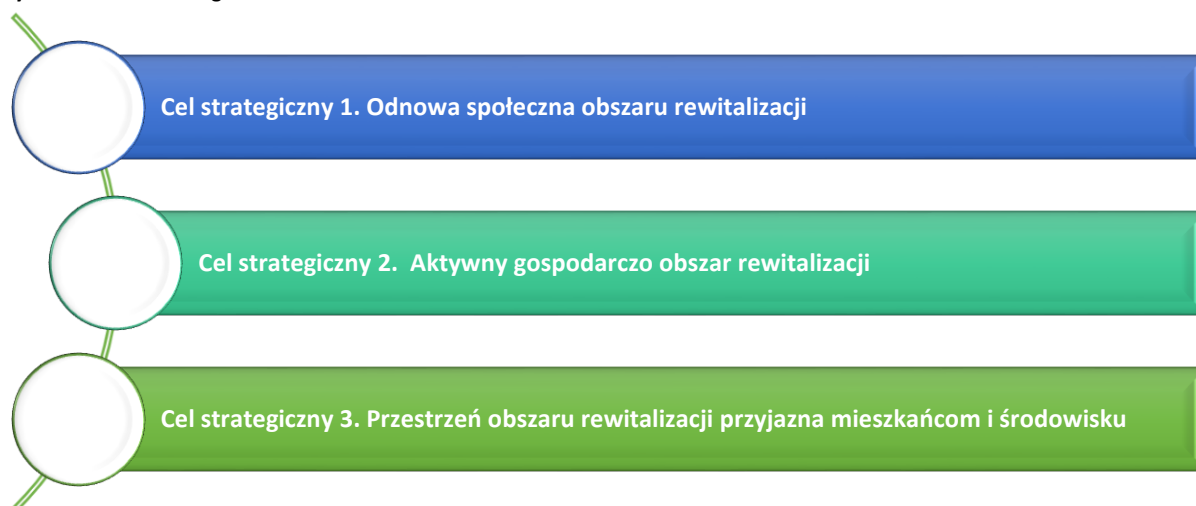 Cel strategiczny 1. Odnowa społeczna obszaru rewitalizacji
Cel strategiczny 2. Aktywny gospodarczo obszar rewitalizacji
Cel strategiczny 3. Przestrzeń obszaru rewitalizacji przyjazna mieszkańcom i środowisku